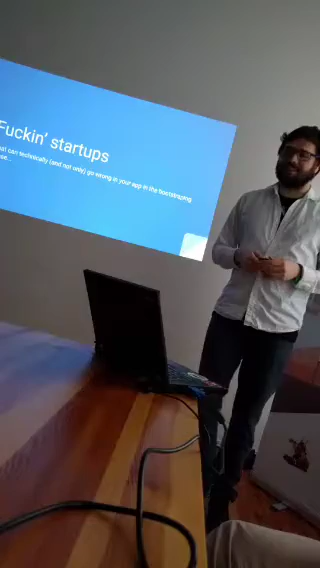 Fuckin' startups
at can technically (and not only) go wrong in your app in the bootstrapping
se...